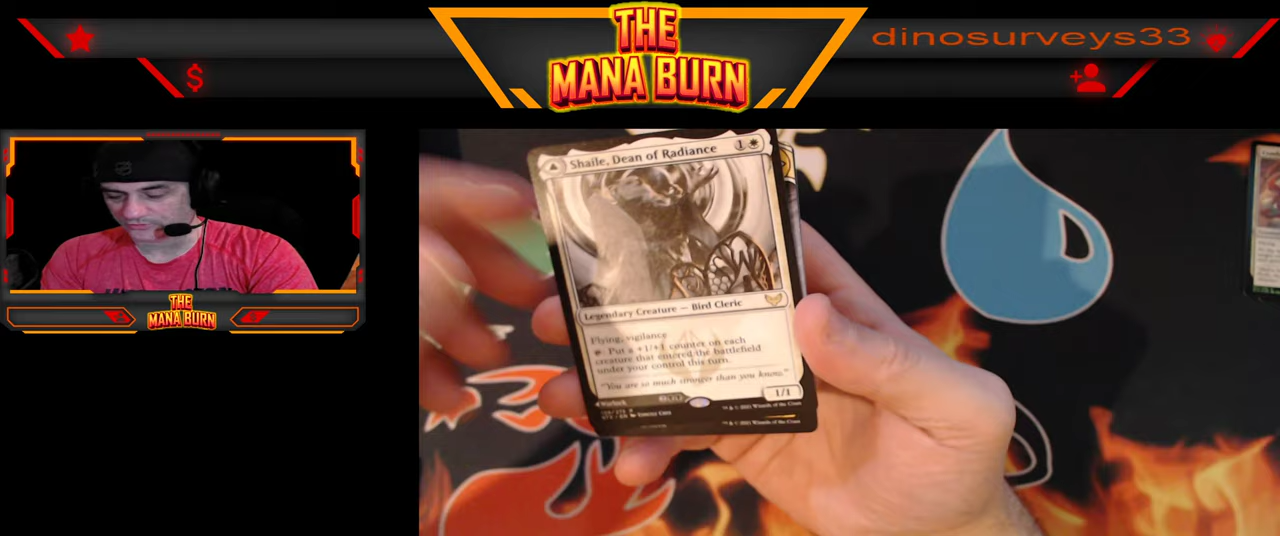 THE
MANA BURN
dinosurveys33
$
THE
MANA BURN
Shaile, Dean of Radiance 1
Legendary Creature — Bird Cleric
Flying, vigilance
: Put a +1/+1 counter on each
creature that entered the battlefield
under your control this turn.
"You are so much stronger than you know."
1/1